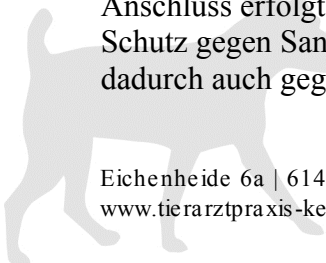 Anschluss erfolgt
Schutz gegen San
dadurch auch geg
Eichenheide 6a | 614
www.tierarztpraxis-ke